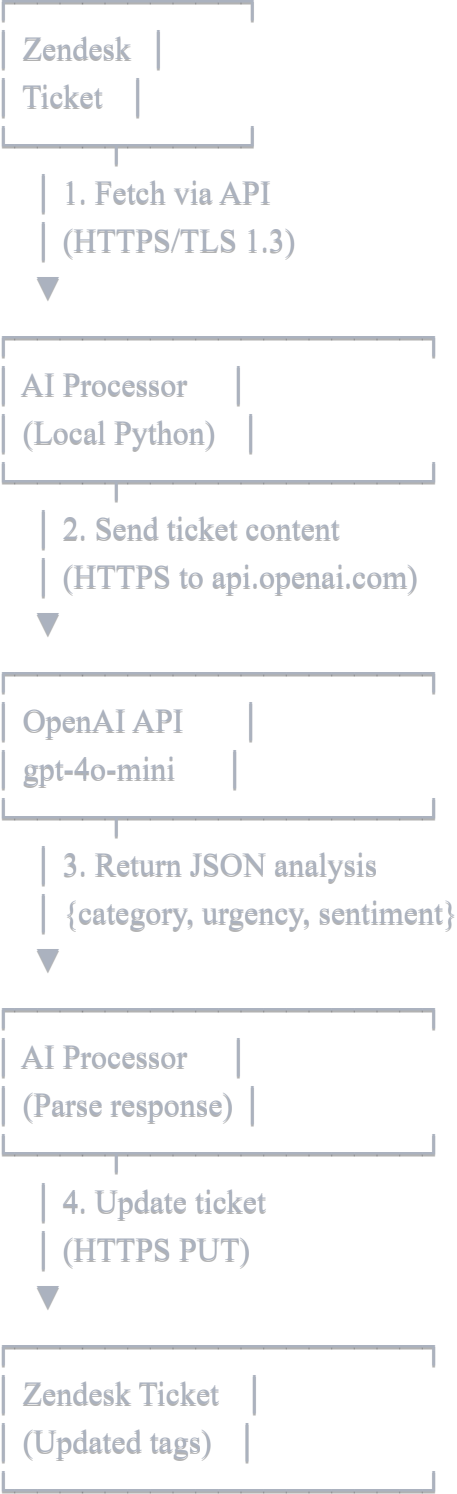 Zendesk
Ticket
1. Fetch via API
(HTTPS/TLS 1.3)
▼
AI Processor
(Local Python)
2. Send ticket content
(HTTPS to api.openai.com)
▼
OpenAI API
gpt-4o-mini
3. Return JSON analysis
{category, urgency, sentiment}
▼
AI Processor
(Parse response)
4. Update ticket
(HTTPS PUT)
▼
Zendesk Ticket
(Updated tags)